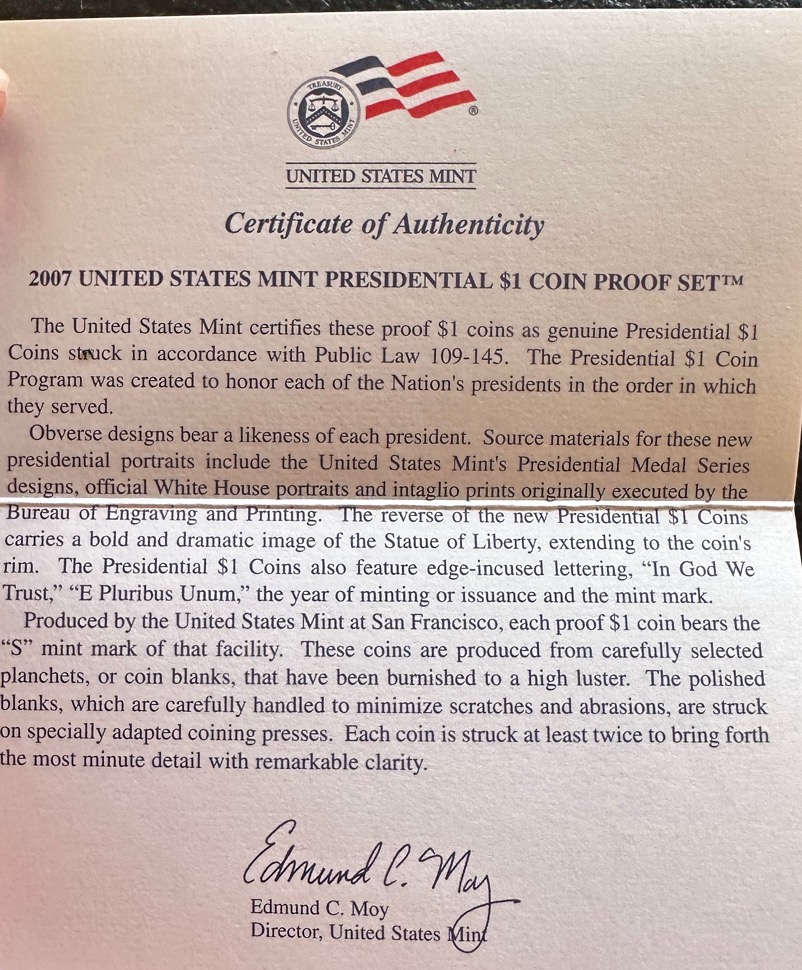 TREASURY
UNITED STATES MINT
®
UNITED STATES MINT
Certificate of Authenticity
2007 UNITED STATES MINT PRESIDENTIAL $1 COIN PROOF SET™
The United States Mint certifies these proof $1 coins as genuine Presidential $1
Coins struck in accordance with Public Law 109-145. The Presidential $1 Coin
Program was created to honor each of the Nation's presidents in the order in which
they served.
Obverse designs bear a likeness of each president. Source materials for these new
presidential portraits include the United States Mint's Presidential Medal Series
designs, official White House portraits and intaglio prints originally executed by the
Bureau of Engraving and Printing. The reverse of the new Presidential $1 Coins
carries a bold and dramatic image of the Statue of Liberty, extending to the coin's
rim. The Presidential $1 Coins also feature edge-incused lettering, “In God We
Trust,” “E Pluribus Unum,” the year of minting or issuance and the mint mark.
Produced by the United States Mint at San Francisco, each proof $1 coin bears the
“S” mint mark of that facility. These coins are produced from carefully selected
planchets, or coin blanks, that have been burnished to a high luster. The polished
blanks, which are carefully handled to minimize scratches and abrasions, are struck
on specially adapted coining presses. Each coin is struck at least twice to bring forth
the most minute detail with remarkable clarity.
Edmund C. Moy
Edmund C. Moy
Director, United States Mint